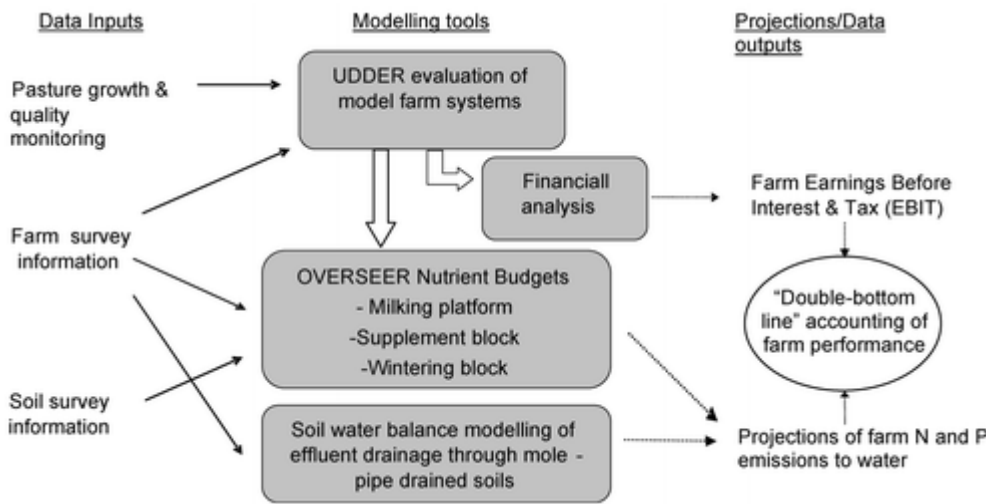 Data Inputs
Modelling tools
Projections/Data
outputs
Pasture growth &
quality
monitoring
UDDER evaluation of
model farm systems
Financiall
analysis
Farm Earnings Before
Interest & Tax (EBIT)
Farm survey
information
OVERSEER Nutrient Budgets
- Milking platform
-Supplement block
-Wintering block
"Double-bottom
line" accounting of
farm performance
Soil survey
information
Soil water balance modelling of
effluent drainage through mole -
pipe drained soils
Projections of farm N and P
emissions to water